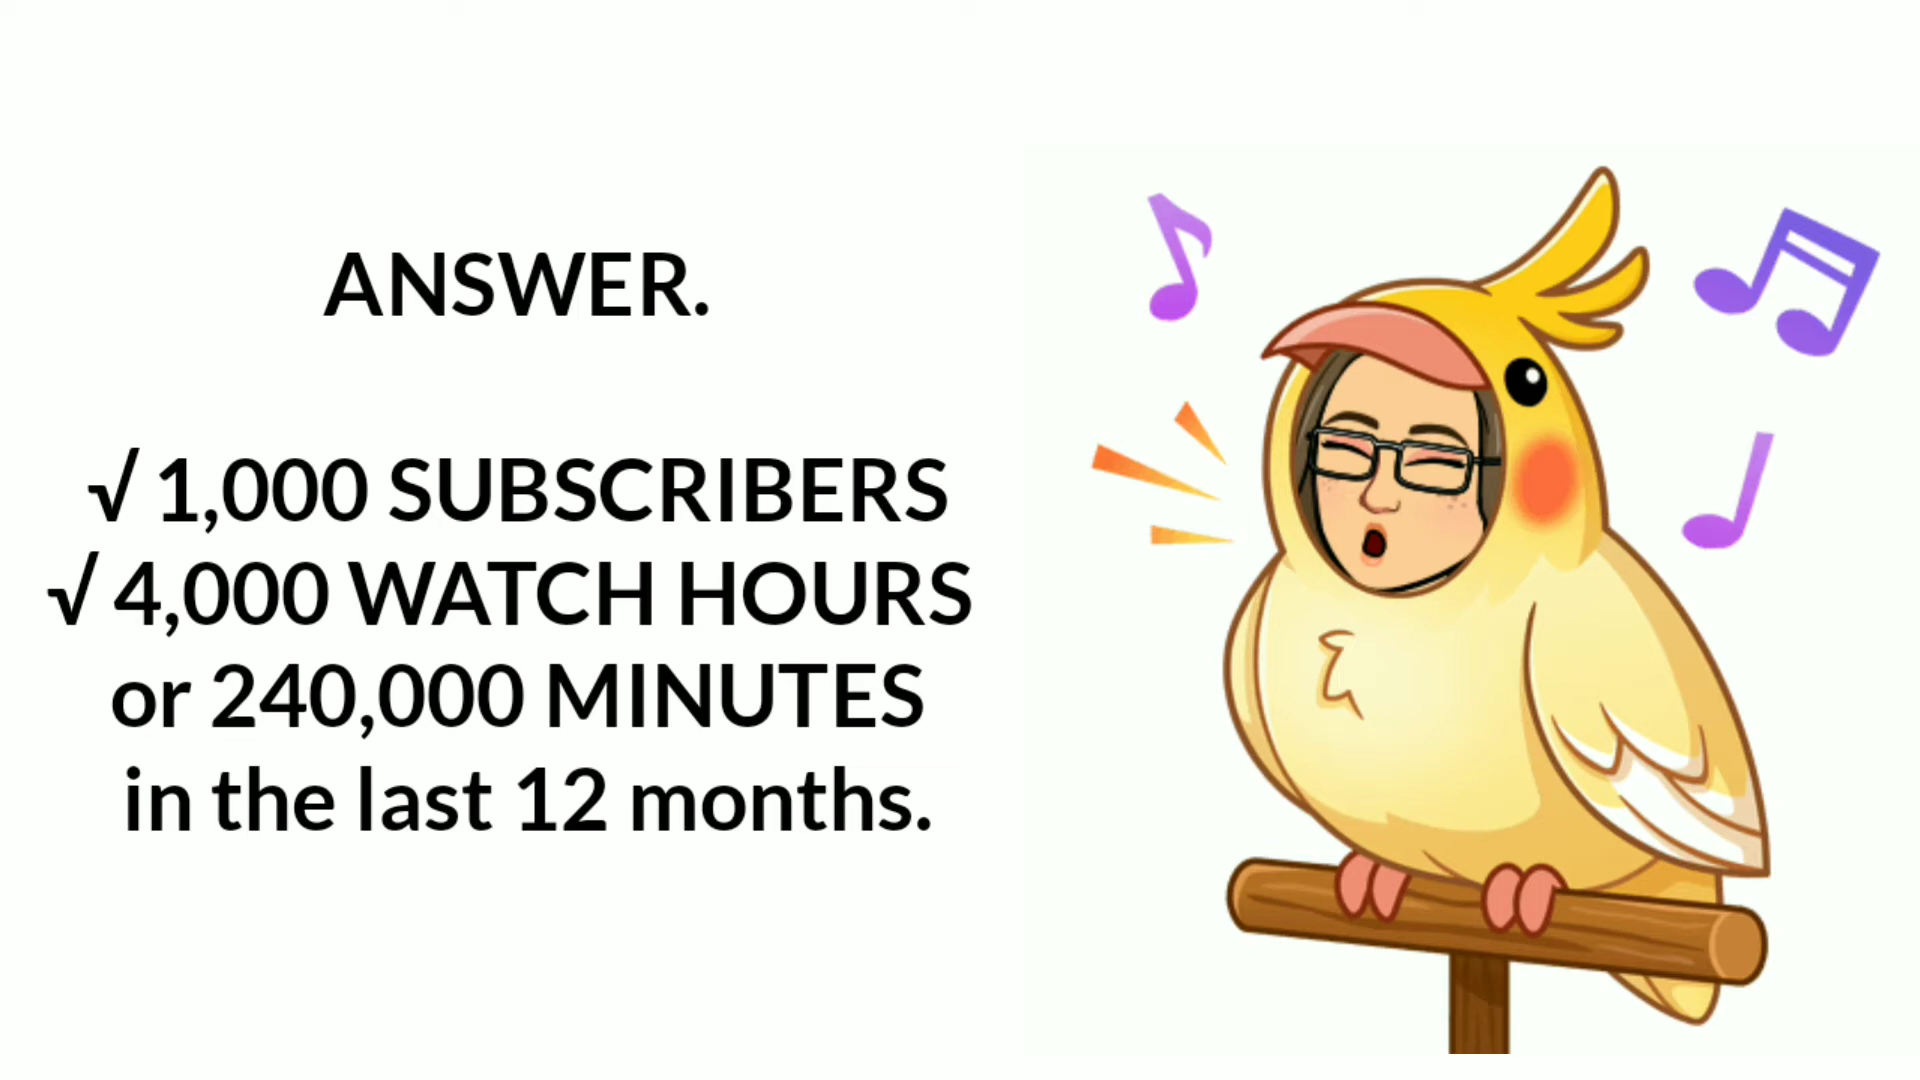 ANSWER.
√ 1,000 SUBSCRIBERS
√ 4,000 WATCH HOURS
or 240,000 MINUTES
in the last 12 months.